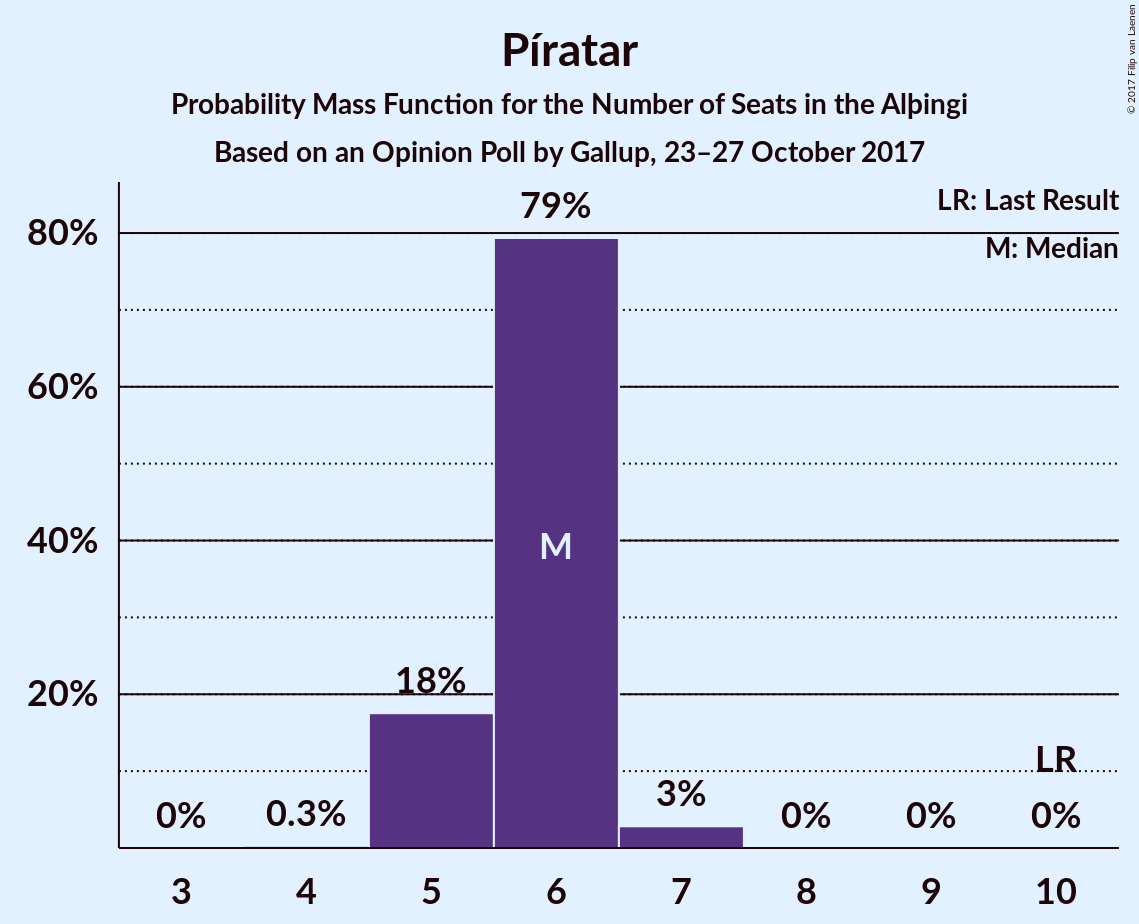 Píratar
Probability Mass Function for the Number of Seats in the Alþingi
Based on an Opinion Poll by Gallup, 23–27 October 2017
© 2017 Filip van Laenen
LR: Last Result
M: Median
80%
60%
40%
20%
79%
M
18%
3%
LR
0%
0.3%
0%
0%
0%
3
4
5
6
7
8
9
10